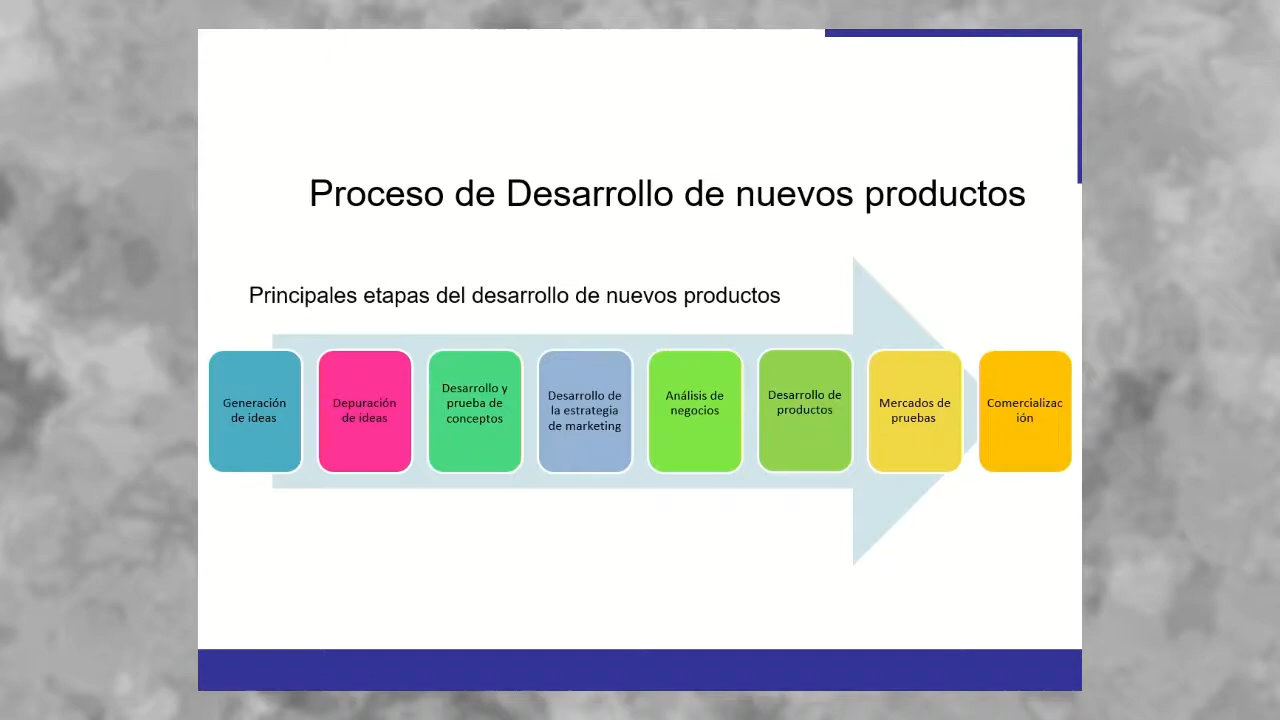 Proceso de Desarrollo de nuevos productos
Principales etapas del desarrollo de nuevos productos
Generación
de ideas
Depuración
de ideas
Desarrollo y
prueba de
conceptos
Desarrollo de
la estrategia
de marketing
Análisis de
negocios
Desarrollo de
productos
Mercados de
pruebas
Comercializac
ión